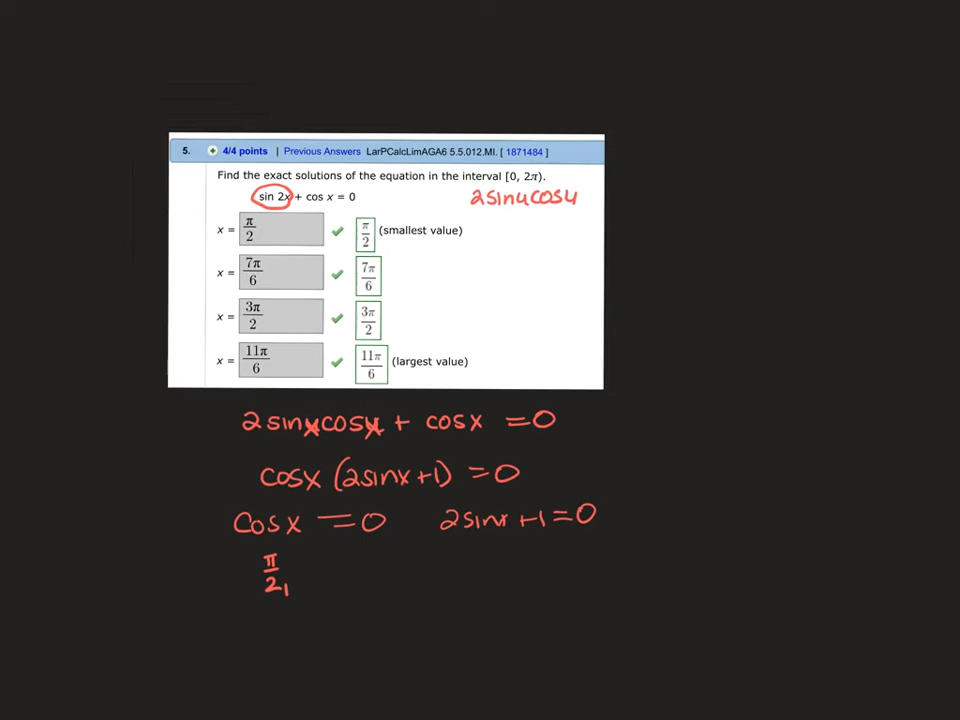 5. 4/4 points | Previous Answers LarPCalcLimAGA6 5.5.012.MI. [ 1871484 ]
Find the exact solutions of the equation in the interval [0, 2π).
sin 2x + cos x = 0 2sinucosu
x = π/2 π/2 (smallest value)
x = 7π/6 7π/6
x = 3π/2 3π/2
x = 11π/6 11π/6 (largest value)
2sinxcosx + cosx = 0
cosx (2sinx+1) = 0
cosx = 0 2sinx+1=0
π/2,